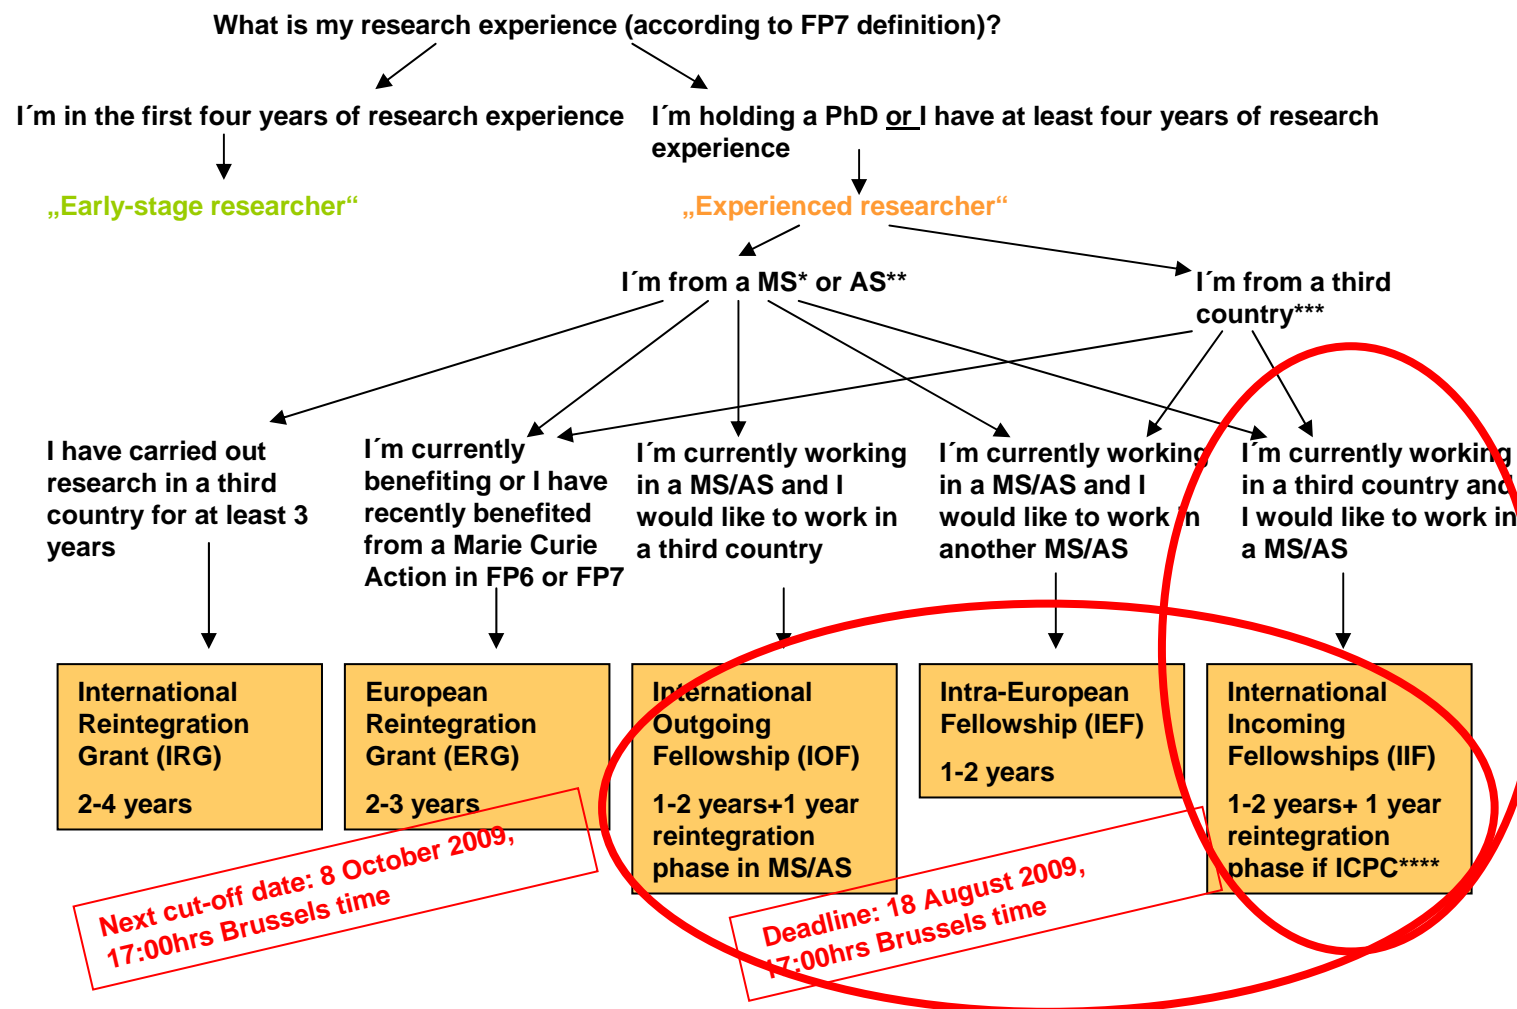 What is my research experience (according to FP7 definition)?
I´m in the first four years of research experience
I´m holding a PhD or I have at least four years of research
experience
„Early-stage researcher“
„Experienced researcher“
I´m from a MS* or AS**
I´m from a third
country***
I have carried out
research in a third
country for at least 3
years
I´m currently
benefiting or I have
recently benefited
from a Marie Curie
Action in FP6 or FP7
I´m currently working
in a MS/AS and I
would like to work in
a third country
I´m currently working
in a MS/AS and I
would like to work in
another MS/AS
I´m currently working
in a third country and
I would like to work in
a MS/AS
International
Reintegration
Grant (IRG)
2-4 years
European
Reintegration
Grant (ERG)
2-3 years
International
Outgoing
Fellowship (IOF)
1-2 years+1 year
reintegration
phase in MS/AS
Intra-European
Fellowship (IEF)
1-2 years
International
Incoming
Fellowships (IIF)
1-2 years+ 1 year
reintegration
phase if ICPC****
Next cut-off date: 8 October 2009,
17:00hrs Brussels time
Deadline: 18 August 2009,
17:00hrs Brussels time